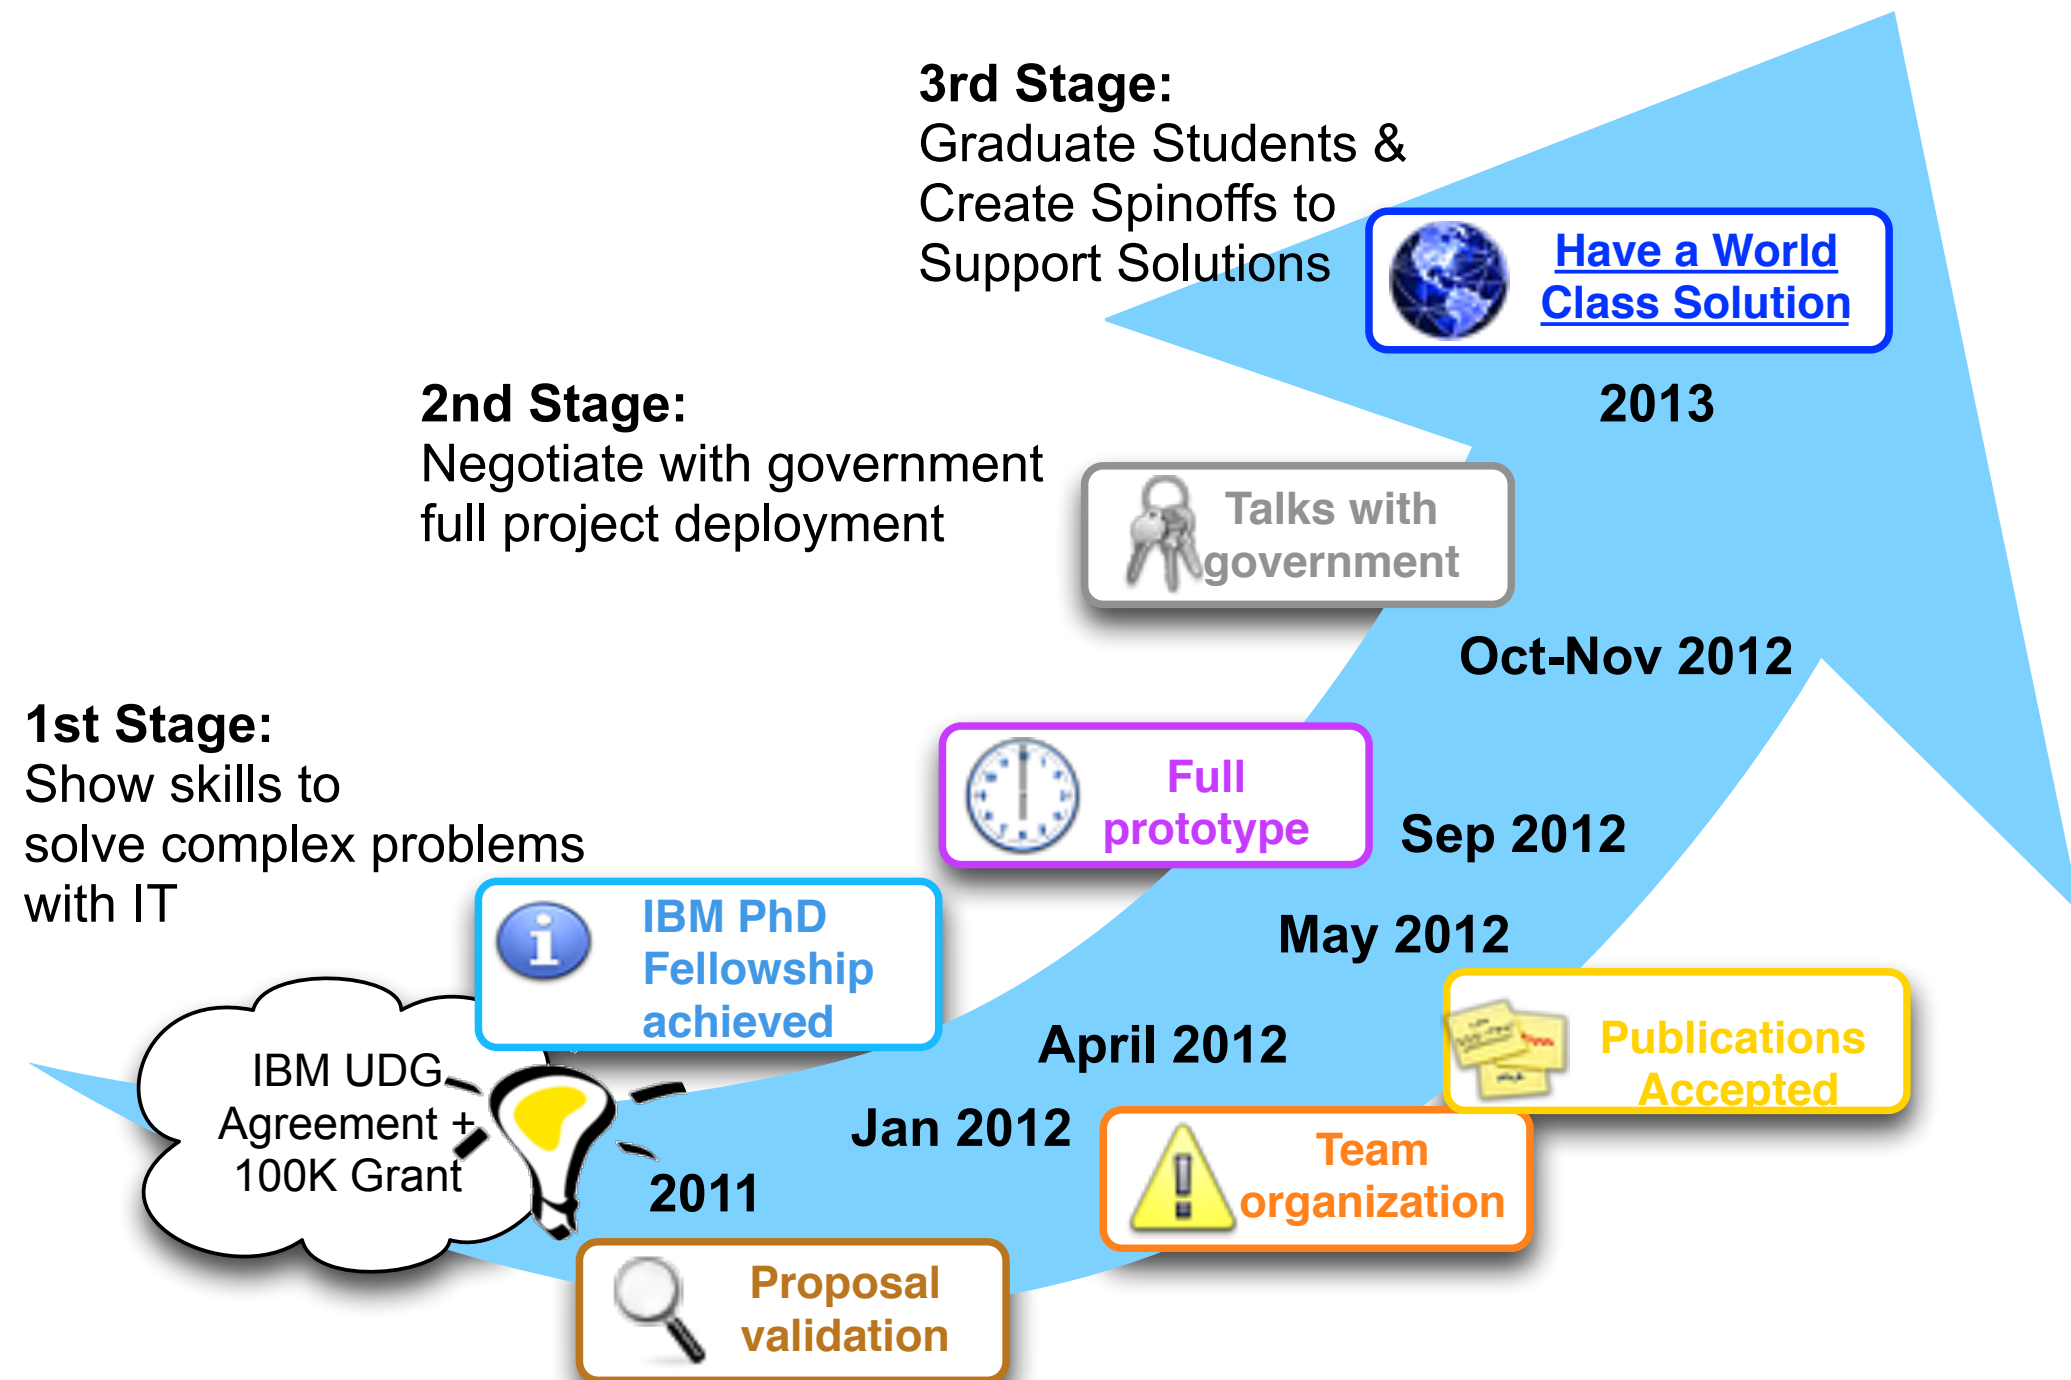 3rd Stage:
Graduate Students &
Create Spinoffs to
Support Solutions
Have a World
Class Solution
2013
2nd Stage:
Negotiate with government
full project deployment
Talks with
government
Oct-Nov 2012
1st Stage:
Show skills to
solve complex problems
with IT
Full
prototype
Sep 2012
IBM PhD
Fellowship
achieved
May 2012
April 2012
Publications
Accepted
IBM UDG
Agreement +
100K Grant
Jan 2012
Team
organization
2011
Proposal
validation